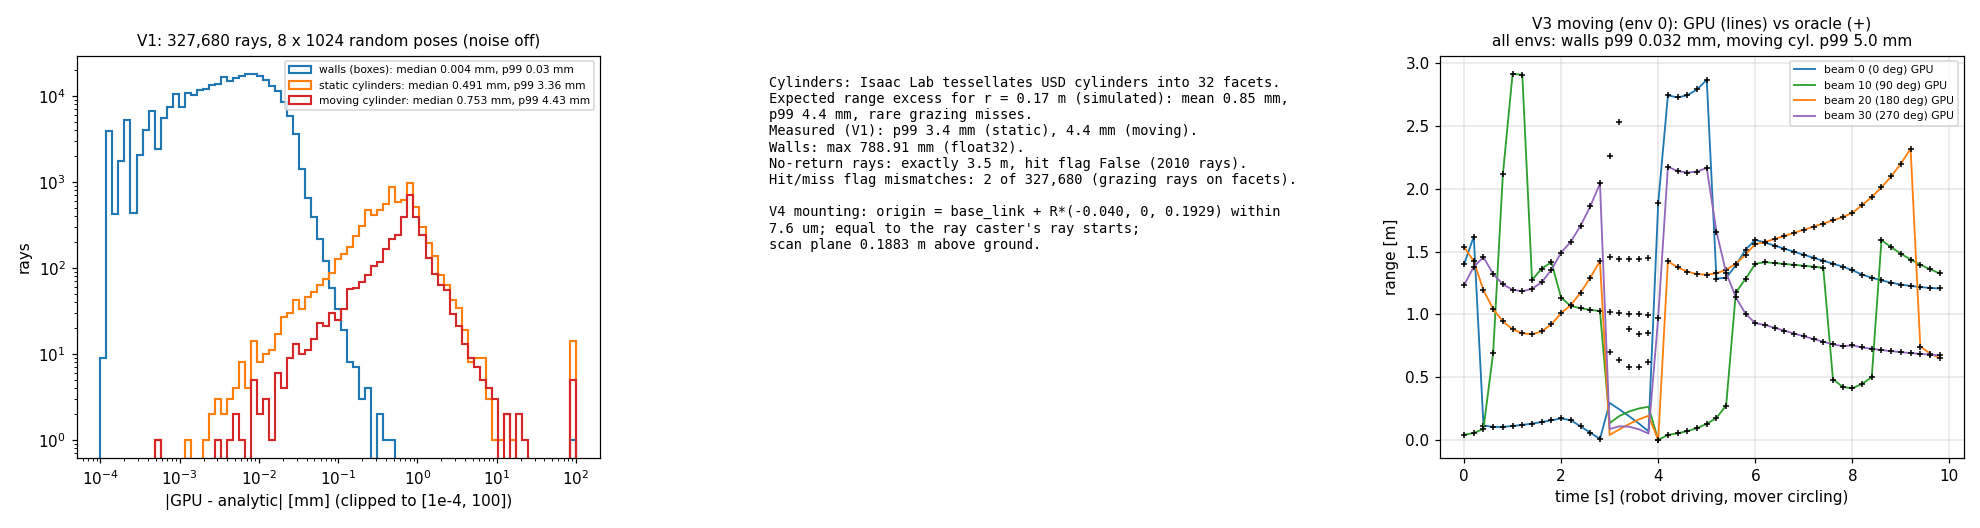 V1: 327,680 rays, 8 x 1024 random poses (noise off)
walls (boxes): median 0.004 mm, p99 0.03 mm
static cylinders: median 0.491 mm, p99 3.36 mm
moving cylinder: median 0.753 mm, p99 4.43 mm
rays
10⁴
10³
10²
10¹
10⁰
10⁻⁴
10⁻³
10⁻²
10⁻¹
10⁰
10¹
10²
|GPU - analytic| [mm] (clipped to [1e-4, 100])
Cylinders: Isaac Lab tessellates USD cylinders into 32 facets.
Expected range excess for r = 0.17 m (simulated): mean 0.85 mm,
p99 4.4 mm, rare grazing misses.
Measured (V1): p99 3.4 mm (static), 4.4 mm (moving).
Walls: max 788.91 mm (float32).
No-return rays: exactly 3.5 m, hit flag False (2010 rays).
Hit/miss flag mismatches: 2 of 327,680 (grazing rays on facets).
V4 mounting: origin = base_link + R*(-0.040, 0, 0.1929) within
7.6 um; equal to the ray caster's ray starts;
scan plane 0.1883 m above ground.
V3 moving (env 0): GPU (lines) vs oracle (+)
all envs: walls p99 0.032 mm, moving cyl. p99 5.0 mm
beam 0 (0 deg) GPU
beam 10 (90 deg) GPU
beam 20 (180 deg) GPU
beam 30 (270 deg) GPU
range [m]
3.0
2.5
2.0
1.5
1.0
0.5
0.0
0
2
4
6
8
10
time [s] (robot driving, mover circling)